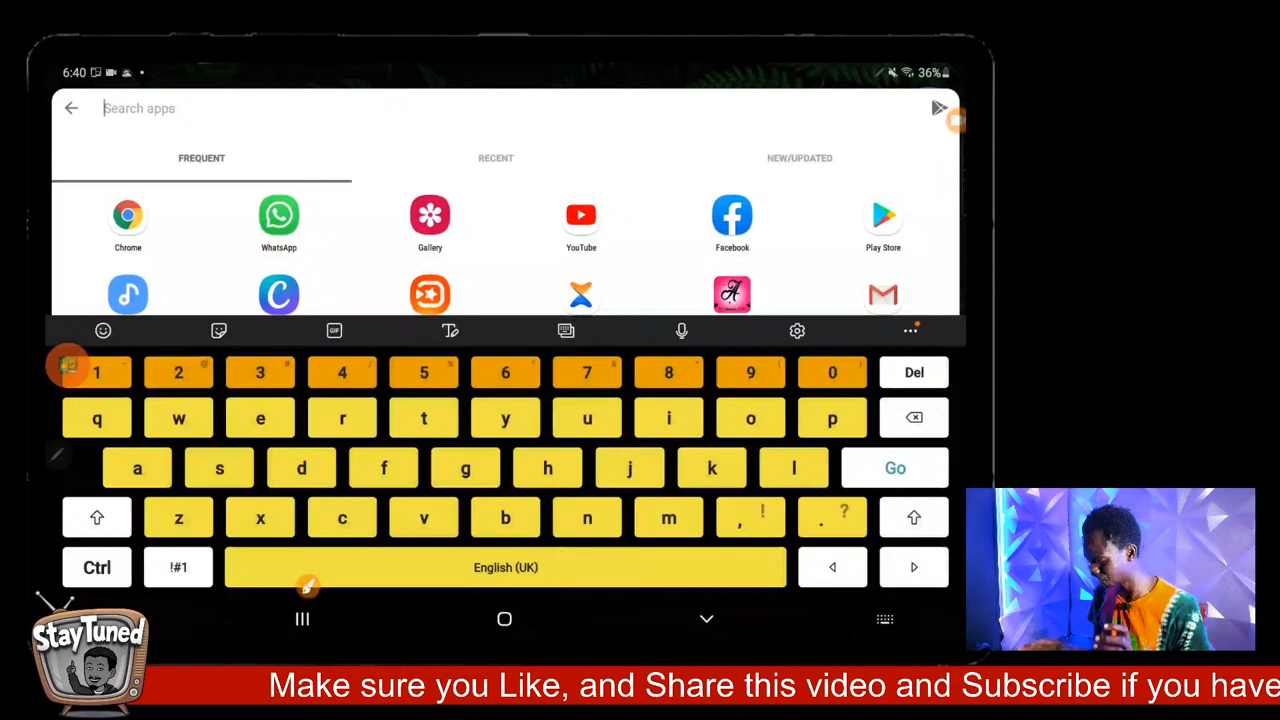 6:40
36%
Search apps
FREQUENT RECENT NEW/UPDATED
Chrome WhatsApp Gallery YouTube Facebook Play Store
GIF
1 2 3 4 5 6 7 8 9 0 Del
q w e r t y u i o p
a s d f g h j k l Go
z x c v b n m , ! . ?
Ctrl !#1 English (UK)
StayTuned
Make sure you Like, and Share this video and Subscribe if you have